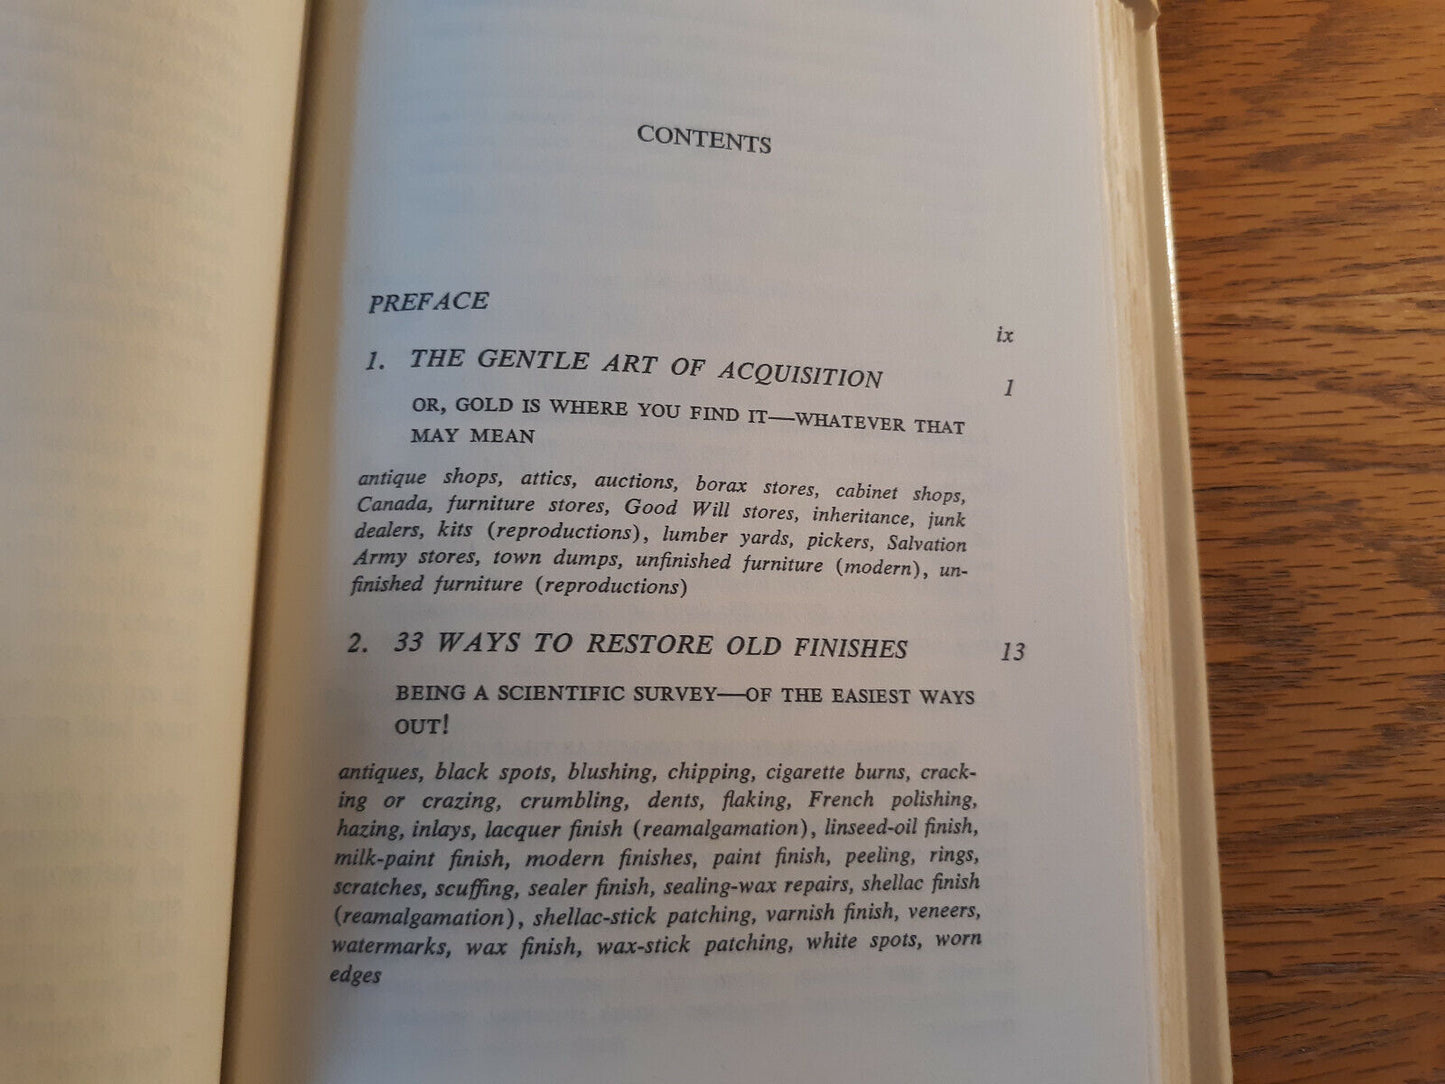 CONTENTS
PREFACE
ix
1. THE GENTLE ART OF ACQUISITION 1
OR, GOLD IS WHERE YOU FIND IT—WHATEVER THAT
MAY MEAN
antique shops, attics, auctions, borax stores, cabinet shops,
Canada, furniture stores, Good Will stores, inheritance, junk
dealers, kits (reproductions), lumber yards, pickers, Salvation
Army stores, town dumps, unfinished furniture (modern), un-
finished furniture (reproductions)
2. 33 WAYS TO RESTORE OLD FINISHES 13
BEING A SCIENTIFIC SURVEY—OF THE EASIEST WAYS
OUT!
antiques, black spots, blushing, chipping, cigarette burns, crack-
ing or crazing, crumbling, dents, flaking, French polishing,
hazing, inlays, lacquer finish (reamalgamation), linseed-oil finish,
milk-paint finish, modern finishes, paint finish, peeling, rings,
scratches, scuffing, sealer finish, sealing-wax repairs, shellac finish
(reamalgamation), shellac-stick patching, varnish finish, veneers,
watermarks, wax finish, wax-stick patching, white spots, worn
edges